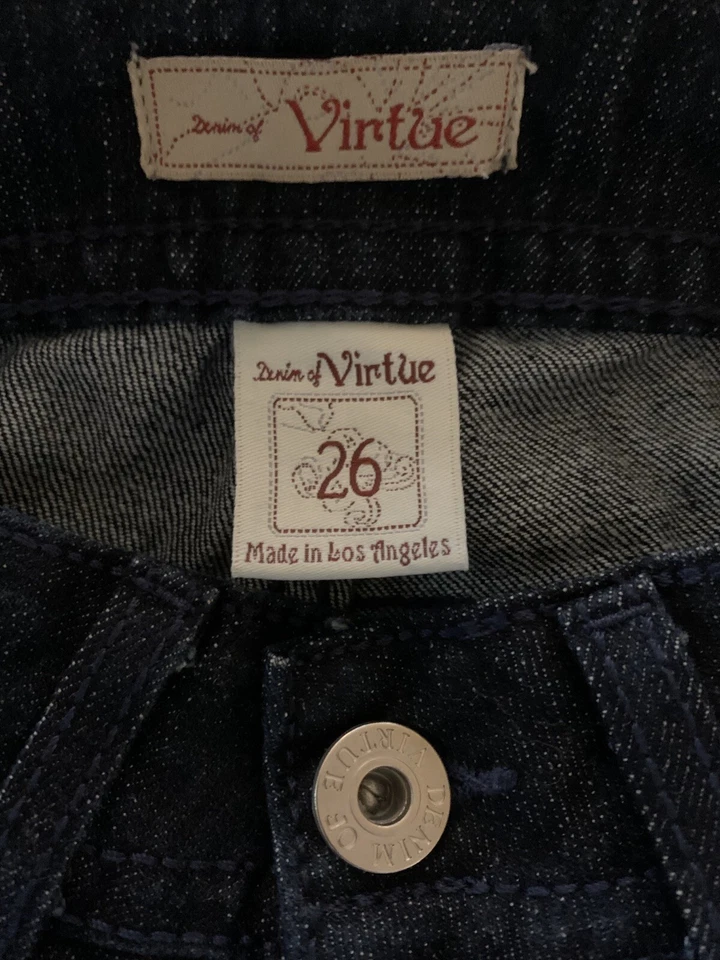 Denim of Virtue
Denim of Virtue
26
Made in Los Angeles
DENIM OF VIRTUE